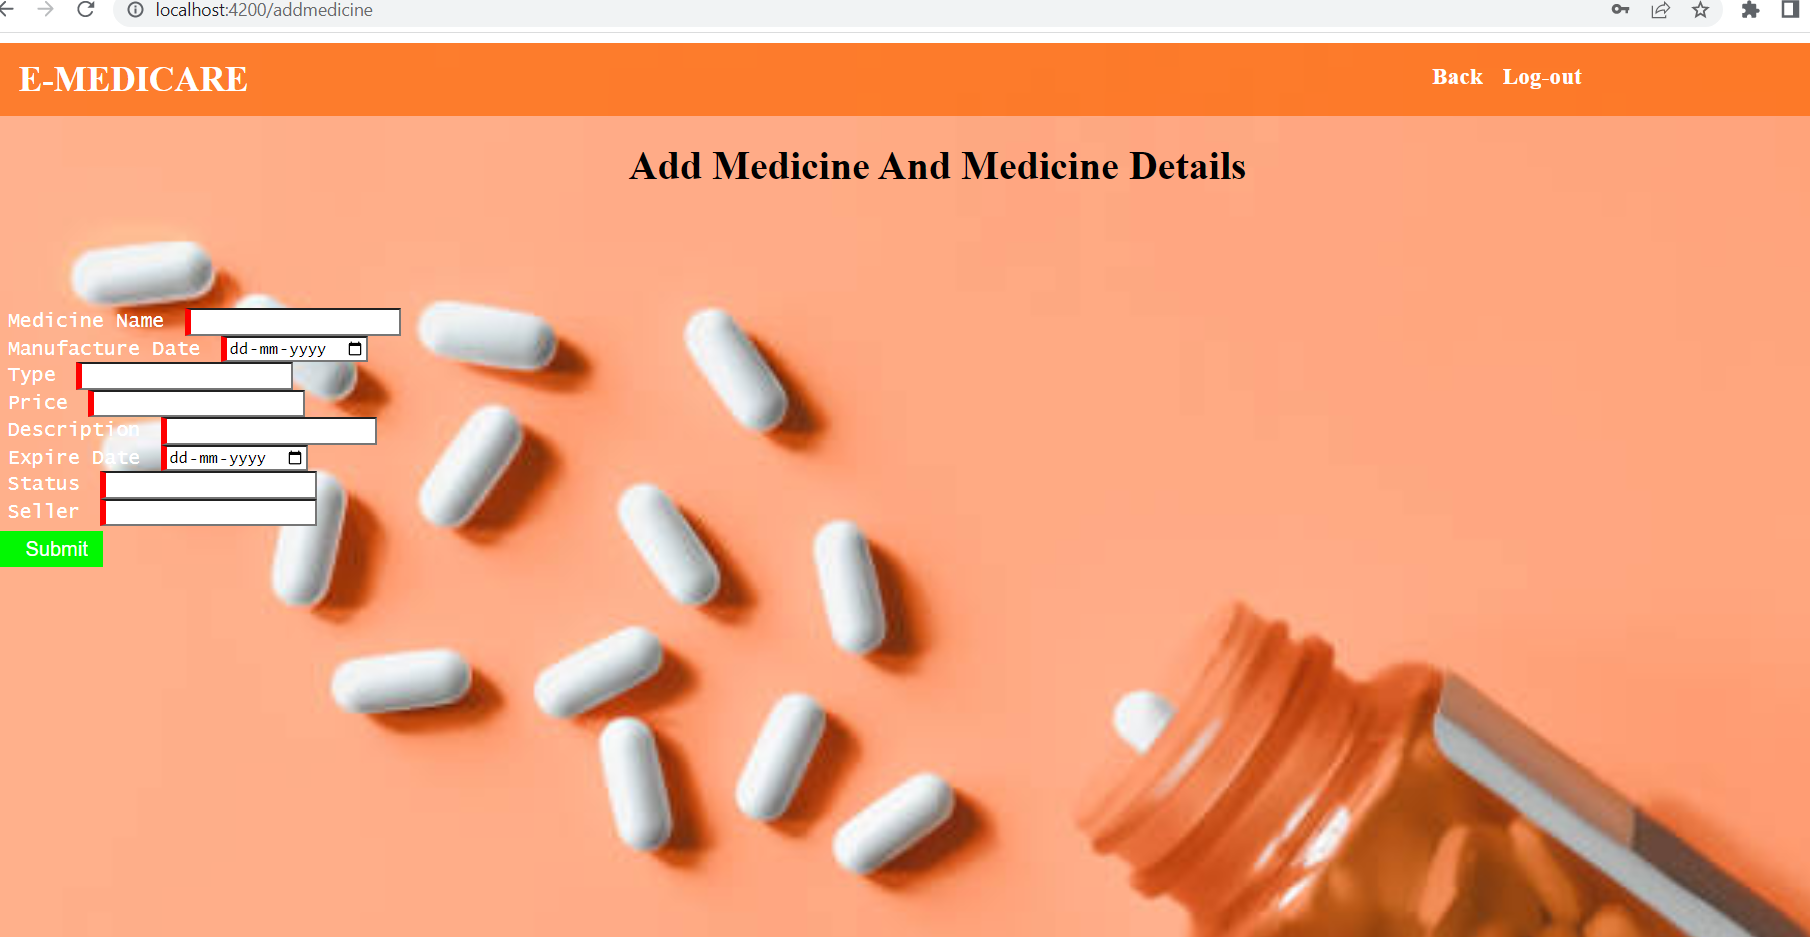 localhost:4200/addmedicine
E-MEDICARE
Back Log-out
Add Medicine And Medicine Details
Medicine Name
Manufacture Date dd-mm-yyyy
Type
Price
Description
Expire Date dd-mm-yyyy
Status
Seller
Submit